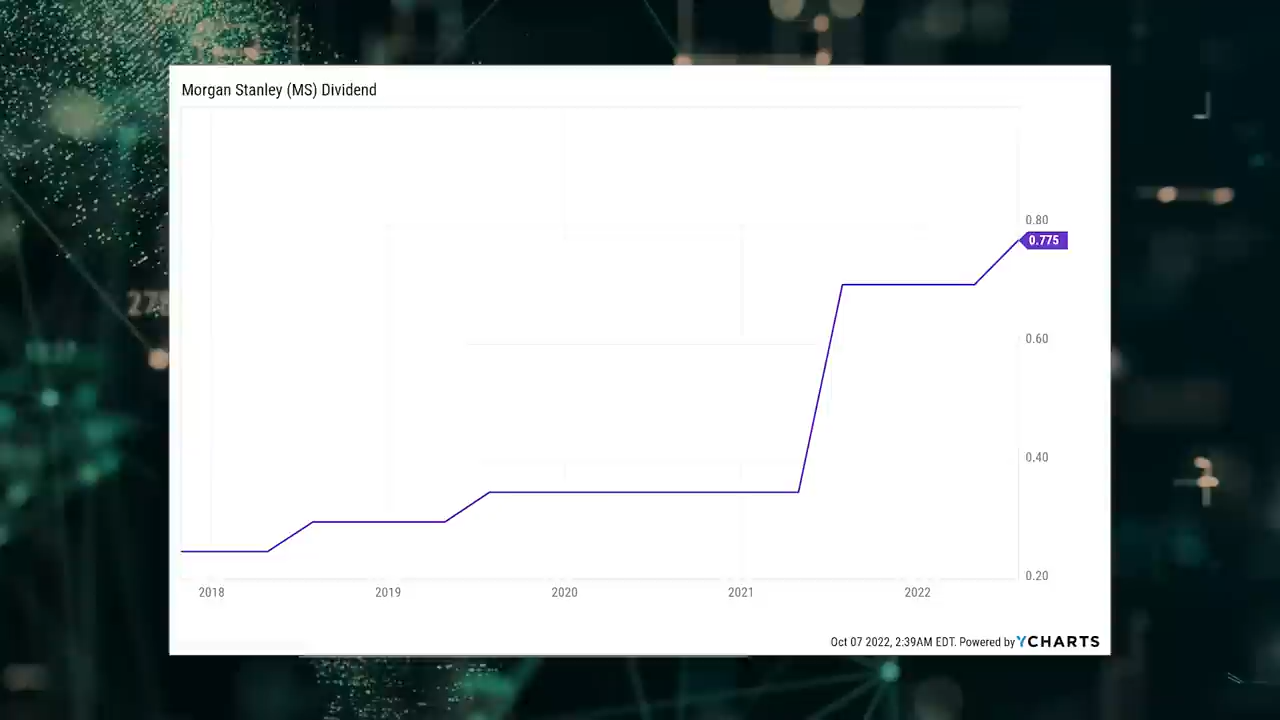 Morgan Stanley (MS) Dividend
0.80
0.775
0.60
0.40
0.20
2018 2019 2020 2021 2022
Oct 07 2022, 2:39AM EDT. Powered by YCHARTS